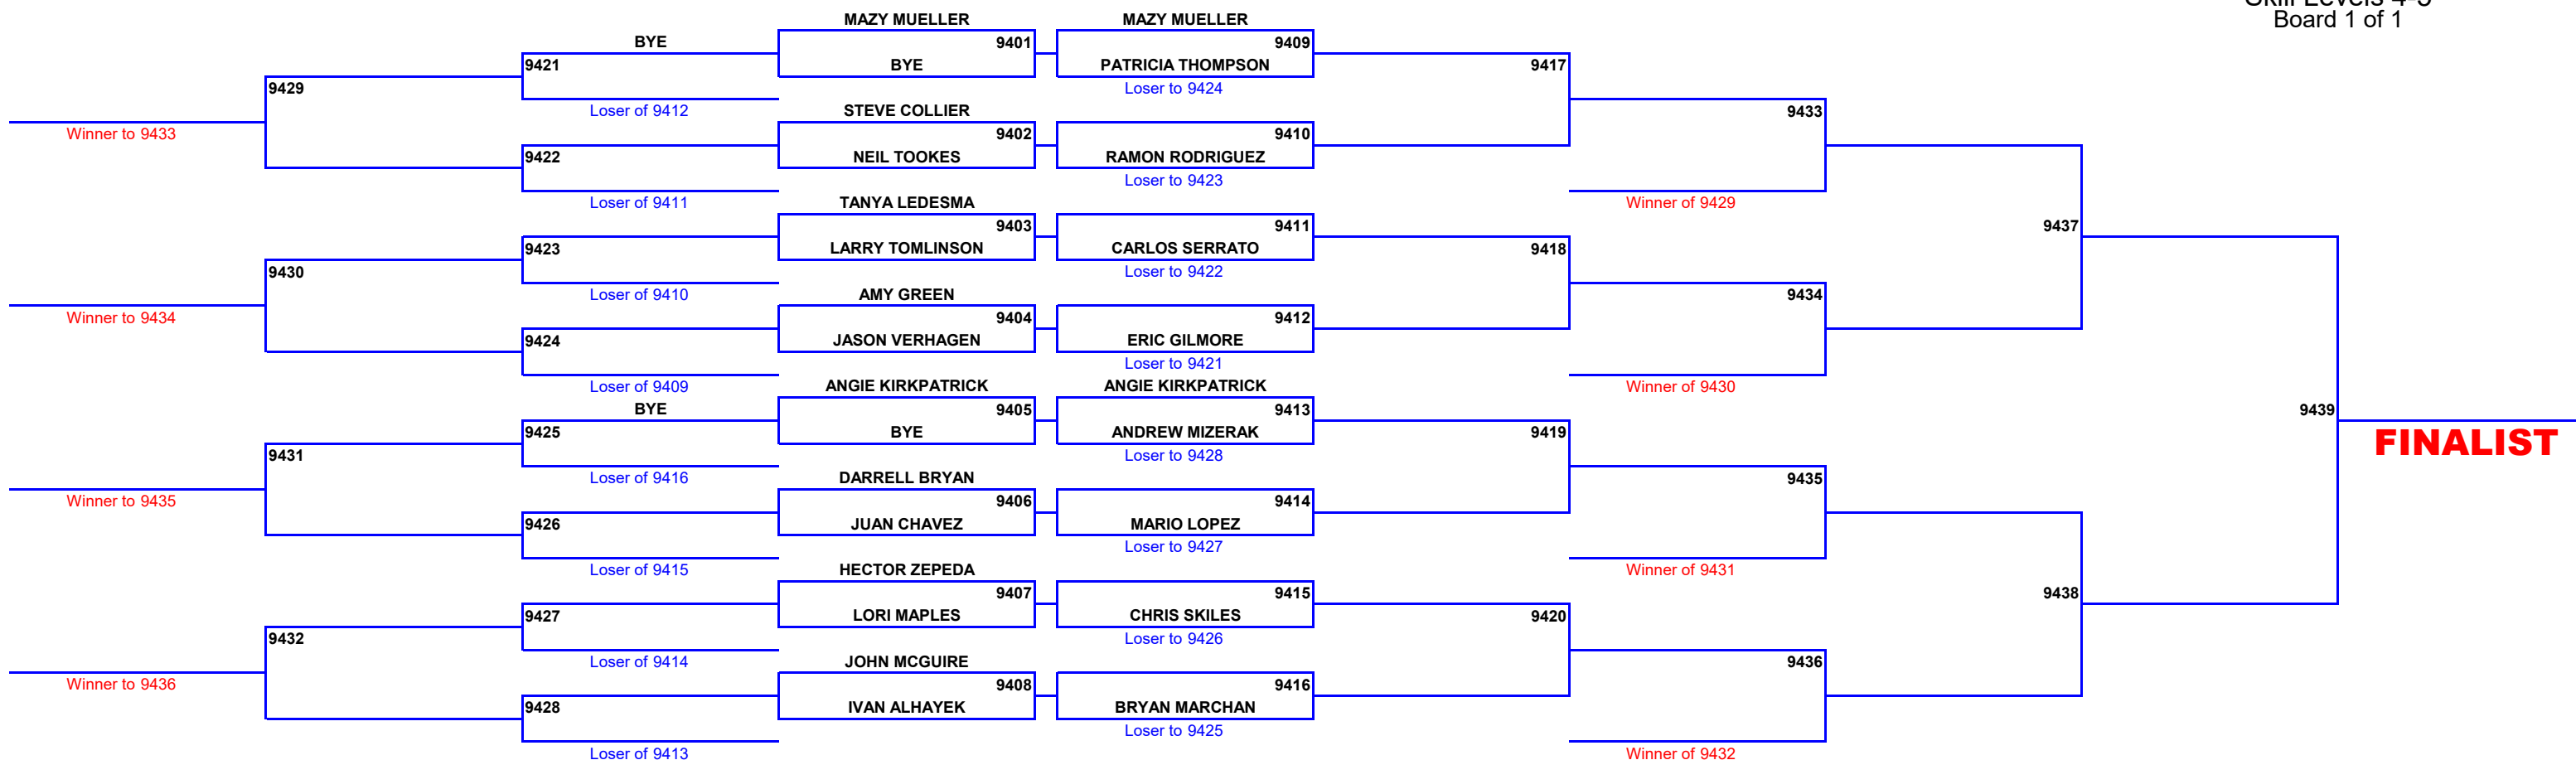 Skill Levels 4-5
Board 1 of 1
MAZY MUELLER
MAZY MUELLER
BYE
9401
9409
9421
BYE
PATRICIA THOMPSON
9417
9429
Loser to 9424
Loser of 9412
STEVE COLLIER
9433
Winner to 9433
9402
9410
9422
NEIL TOOKES
RAMON RODRIGUEZ
Loser to 9423
Loser of 9411
TANYA LEDESMA
Winner of 9429
9403
9411
9437
9423
LARRY TOMLINSON
CARLOS SERRATO
9418
9430
Loser to 9422
Loser of 9410
AMY GREEN
9434
Winner to 9434
9404
9412
9424
JASON VERHAGEN
ERIC GILMORE
Loser to 9421
Loser of 9409
ANGIE KIRKPATRICK
ANGIE KIRKPATRICK
Winner of 9430
BYE
9405
9413
9439
9425
BYE
ANDREW MIZERAK
9419
FINALIST
9431
Loser to 9428
Loser of 9416
DARRELL BRYAN
9435
Winner to 9435
9406
9414
9426
JUAN CHAVEZ
MARIO LOPEZ
Loser to 9427
Loser of 9415
HECTOR ZEPEDA
Winner of 9431
9407
9415
9438
9427
LORI MAPLES
CHRIS SKILES
9420
9432
Loser to 9426
Loser of 9414
JOHN MCGUIRE
9436
Winner to 9436
9408
9416
9428
IVAN ALHAYEK
BRYAN MARCHAN
Loser to 9425
Loser of 9413
Winner of 9432